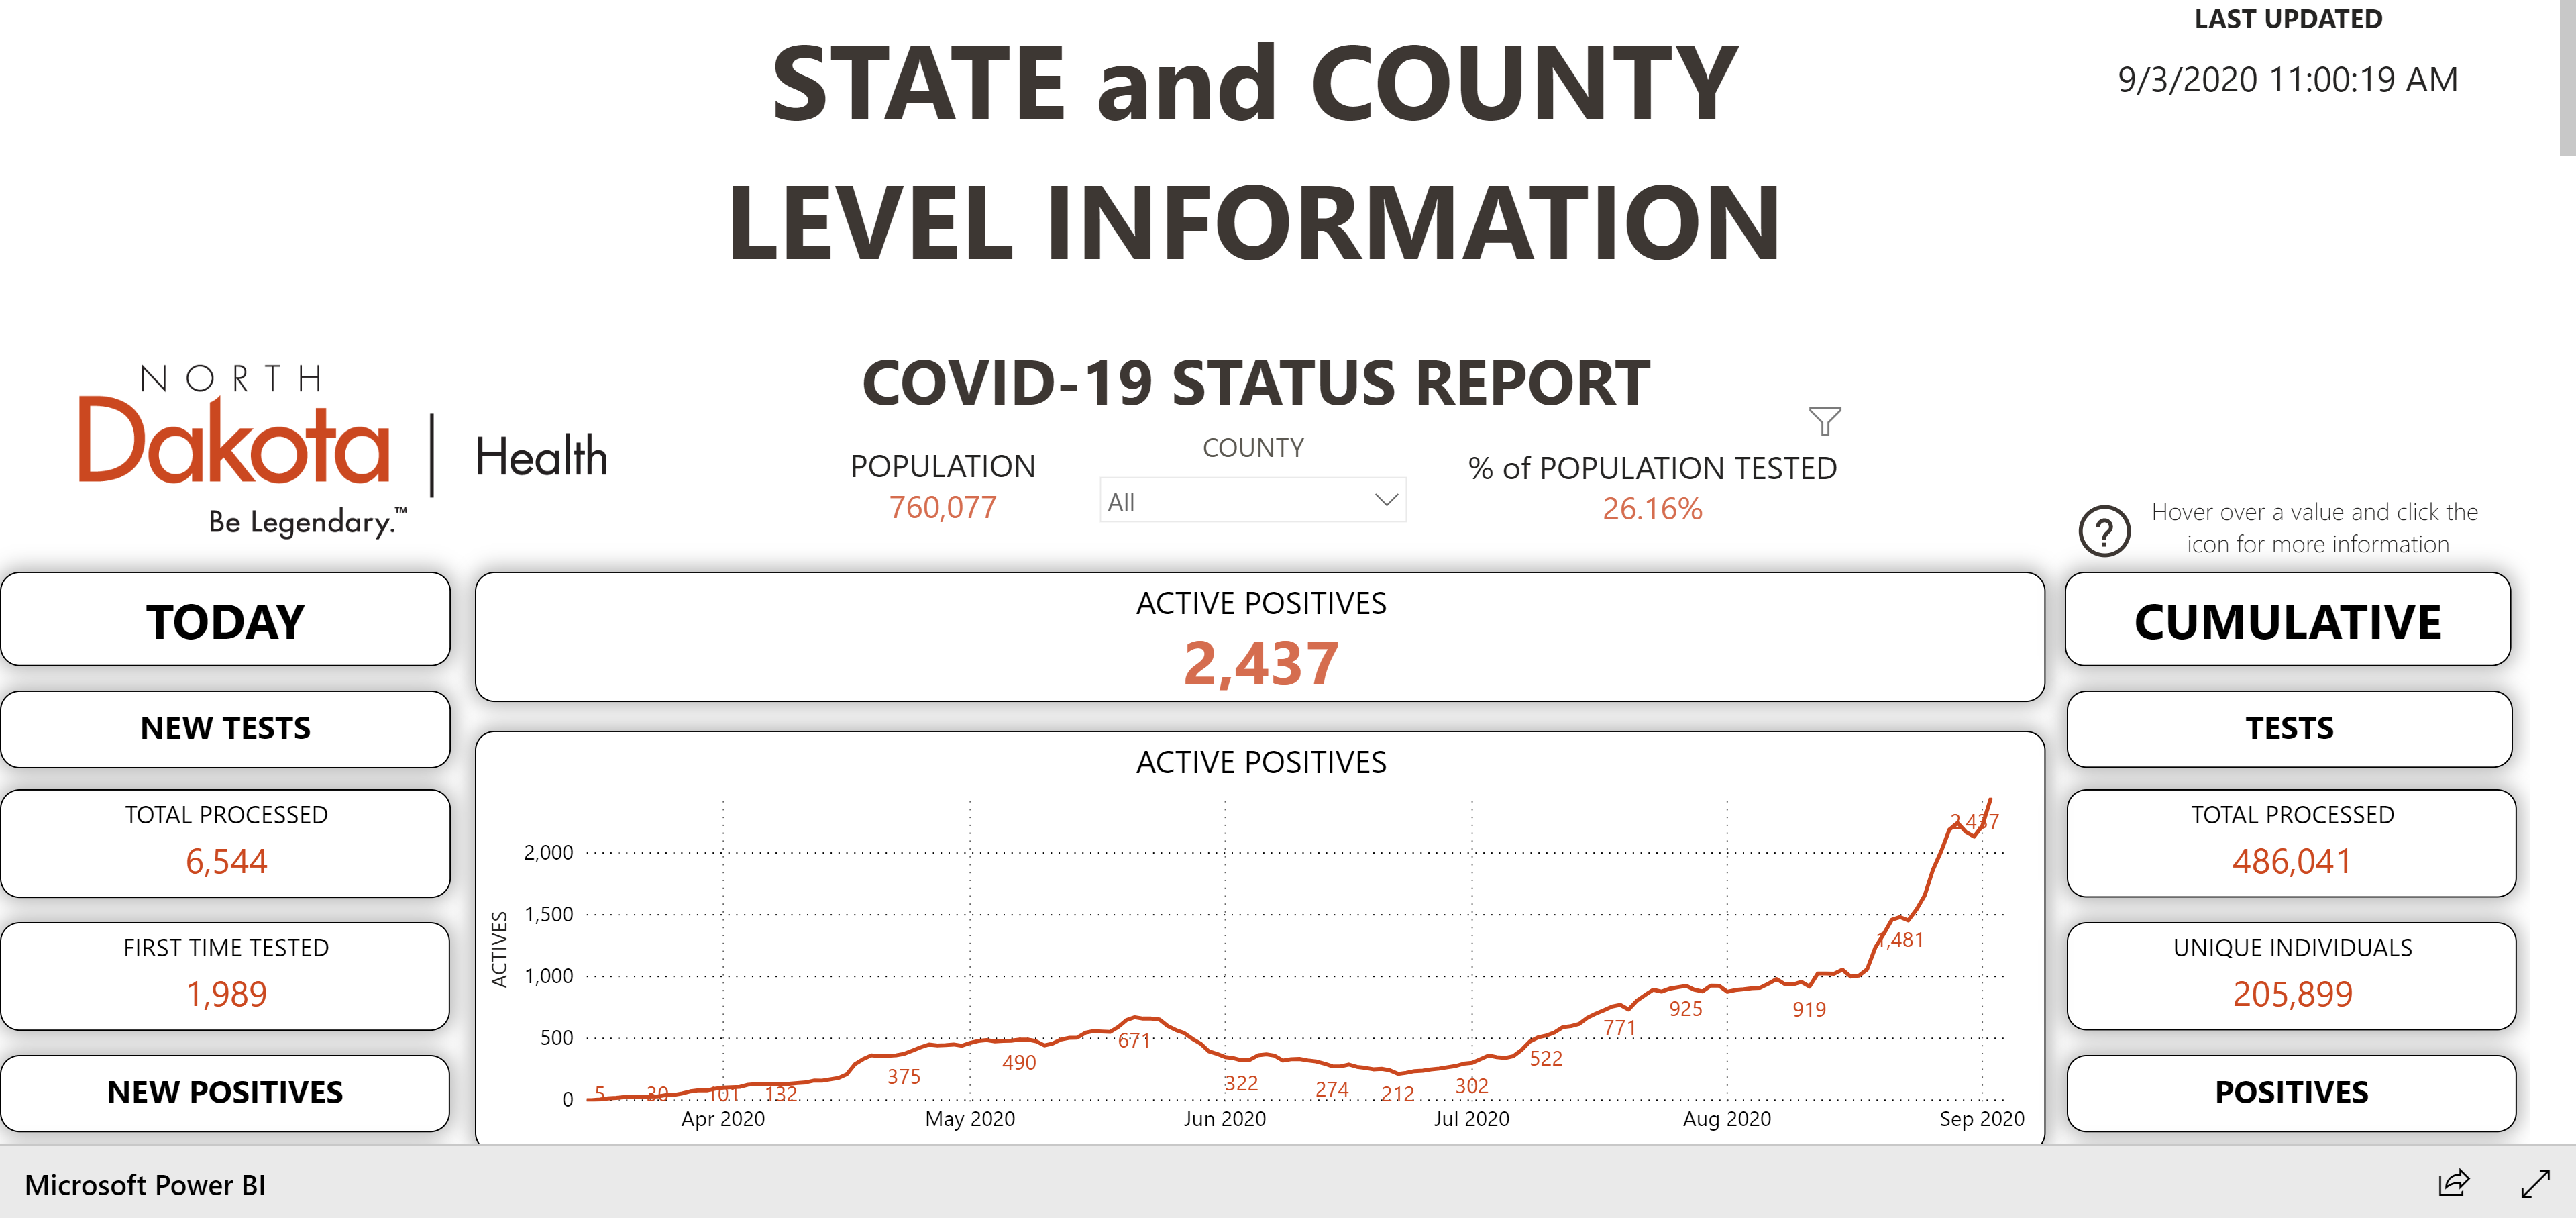 LAST UPDATED
9/3/2020 11:00:19 AM
STATE and COUNTY
LEVEL INFORMATION
NORTH
Dakota
Be Legendary.™
Health
COVID-19 STATUS REPORT
POPULATION
760,077
COUNTY
All
% of POPULATION TESTED
26.16%
?
Hover over a value and click the
icon for more information
TODAY
NEW TESTS
TOTAL PROCESSED
6,544
FIRST TIME TESTED
1,989
NEW POSITIVES
ACTIVE POSITIVES
2,437
ACTIVE POSITIVES
ACTIVES
2,000
1,500
1,000
500
0
5
30
101
132
375
490
671
322
274
212
302
522
771
925
919
1,481
2,437
Apr 2020
May 2020
Jun 2020
Jul 2020
Aug 2020
Sep 2020
CUMULATIVE
TESTS
TOTAL PROCESSED
486,041
UNIQUE INDIVIDUALS
205,899
POSITIVES
Microsoft Power BI